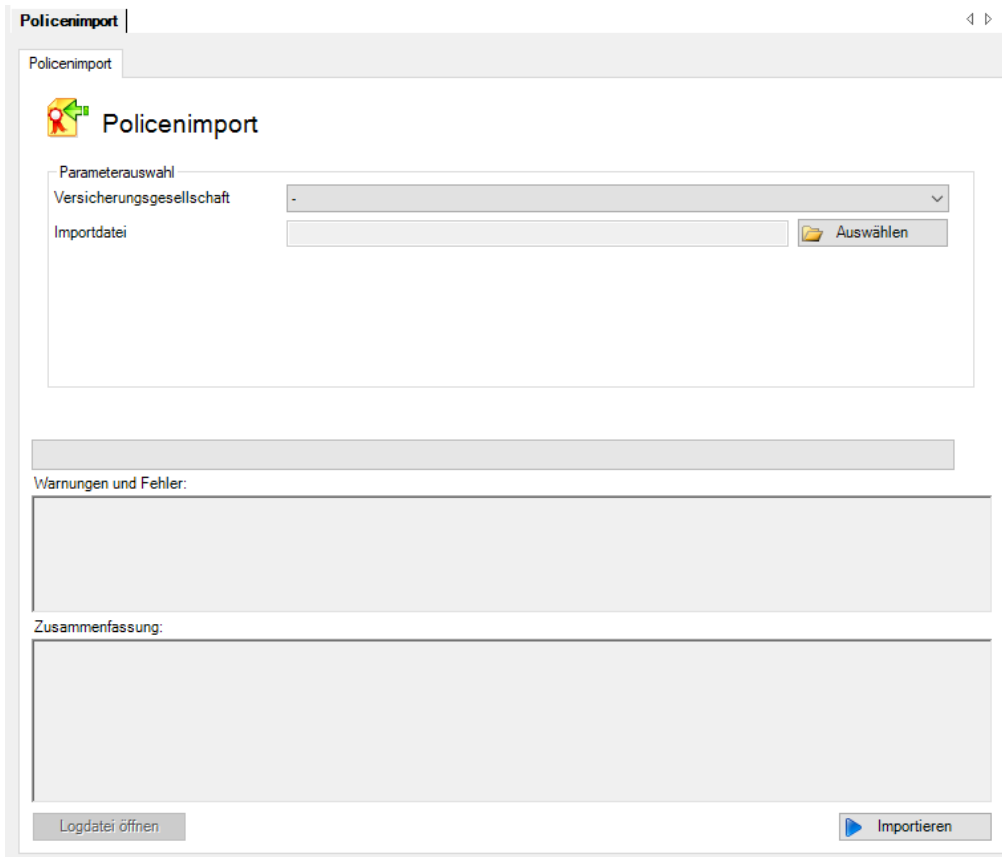 Policenimport
Policenimport
Policenimport
Parameterauswahl
Versicherungsgesellschaft -
Importdatei Auswählen
Warnungen und Fehler:
Zusammenfassung:
Logdatei öffnen Importieren